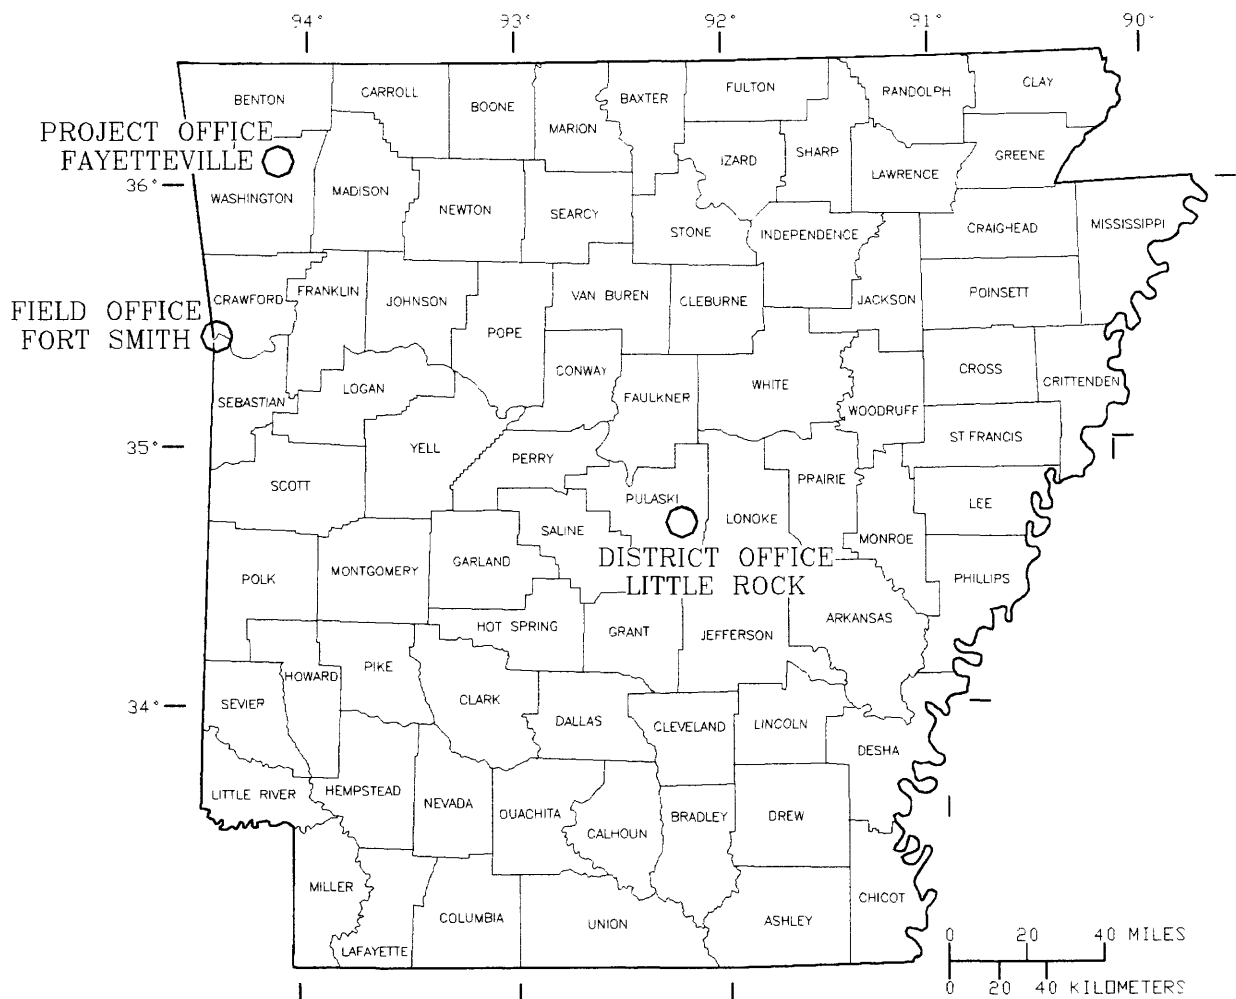 94° 93° 92° 91° 90°
BENTON
CARROLL
BOONE
MARION
BAXTER
FULTON
RANDOLPH
CLAY
PROJECT OFFICE
FAYETTEVILLE
36°
WASHINGTON
MADISON
NEWTON
SEARCY
STONE
IZARD
SHARP
LAWRENCE
GREENE
INDEPENDENCE
CRAIGHEAD
MISSISSIPPI
FIELD OFFICE
FORT SMITH
CRAWFORD
FRANKLIN
JOHNSON
POPE
VAN BUREN
CLEBURNE
JACKSON
POINSETT
SEBASTIAN
LOGAN
CONWAY
FAULKNER
WHITE
WOODRUFF
CROSS
CRITTENDEN
35°
SCOTT
YELL
PERRY
PULASKI
LONOKE
PRAIRIE
ST FRANCIS
LEE
MONROE
SALINE
DISTRICT OFFICE
LITTLE ROCK
POLK
MONTGOMERY
GARLAND
PHILLIPS
HOT SPRING
GRANT
JEFFERSON
ARKANSAS
34°
SEVIER
HOWARD
PIKE
CLARK
DALLAS
CLEVELAND
LINCOLN
DESHA
LITTLE RIVER
HEMPSTEAD
NEVADA
OUACHITA
CALHOUN
BRADLEY
DREW
MILLER
LAFAYETTE
COLUMBIA
UNION
ASHLEY
CHICOT
0 20 40 MILES
0 20 40 KILOMETERS